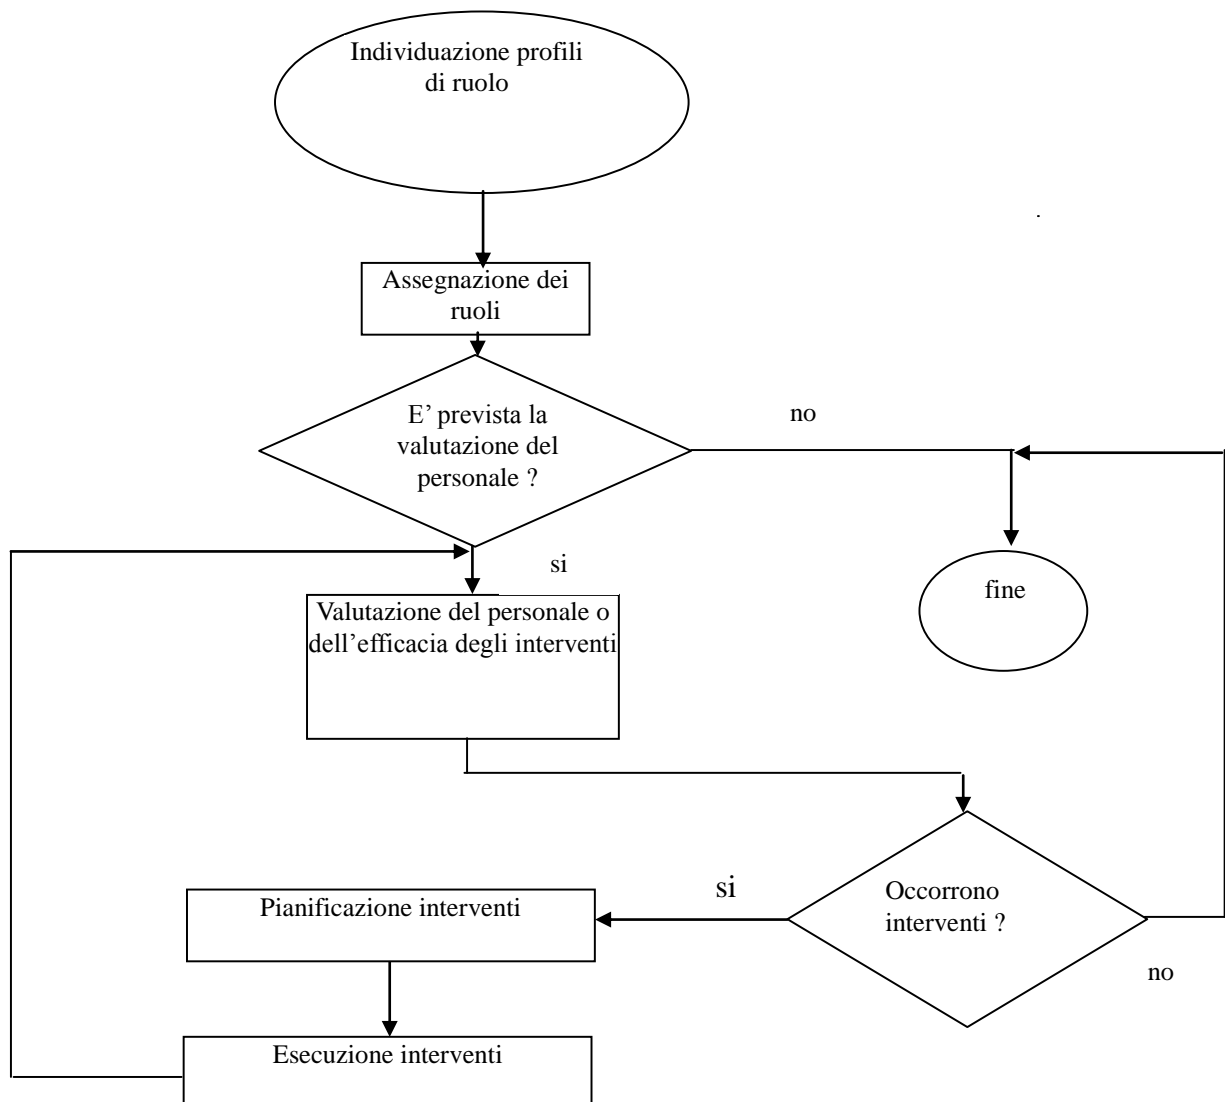 Individuazione profili
di ruolo
.
Assegnazione dei
ruoli
E’ prevista la
valutazione del
personale ?
no
si
fine
Valutazione del personale o
dell’efficacia degli interventi
si
Occorrono
interventi ?
Pianificazione interventi
no
Esecuzione interventi